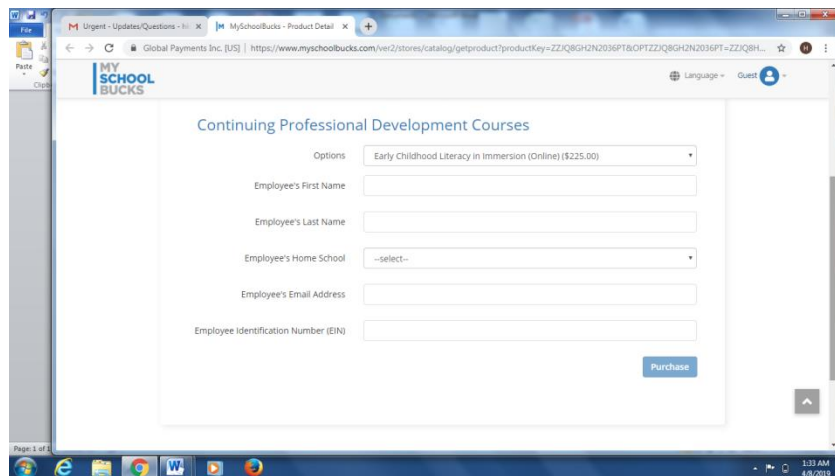 File
Paste
Page: 1 of 1
M Urgent - Updates/Questions -
MySchoolBucks - Product Detail
Global Payments Inc. [US] | https://www.myschoolbucks.com/ver2/stores/catalog/getproduct?productKey=ZZJQ8GH2N2036PT&OPTZZJQ8GH2N2036PT=ZZJQ8H...
H
MY
SCHOOL
BUCKS
Language
Guest
Continuing Professional Development Courses
Options
Early Childhood Literacy in Immersion (Online) ($225.00)
Employee's First Name
Employee's Last Name
Employee's Home School
--select--
Employee's Email Address
Employee Identification Number (EIN)
Purchase
1:33 AM
4/8/2019